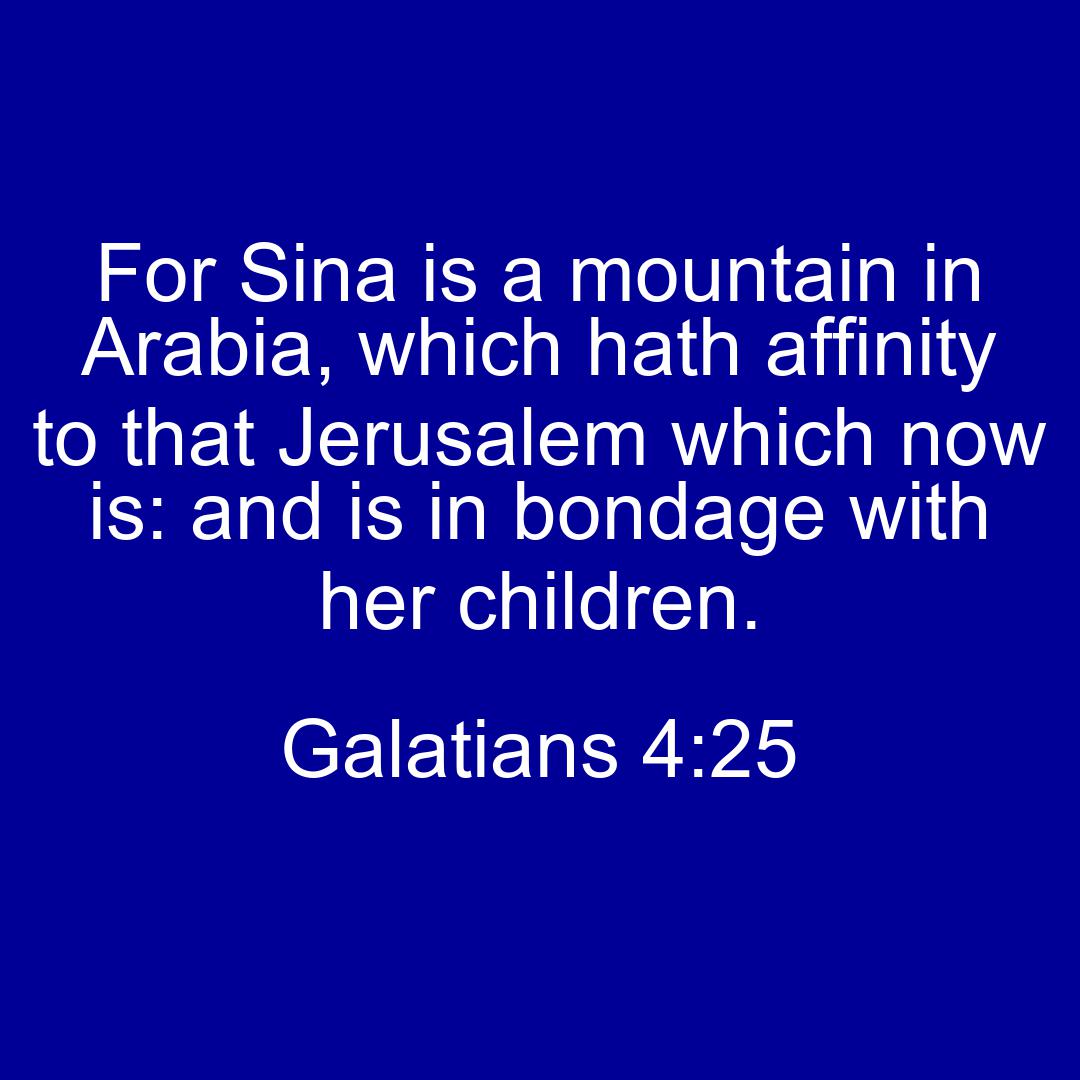 For Sina is a mountain in
Arabia, which hath affinity
to that Jerusalem which now
is: and is in bondage with
her children.
Galatians 4:25